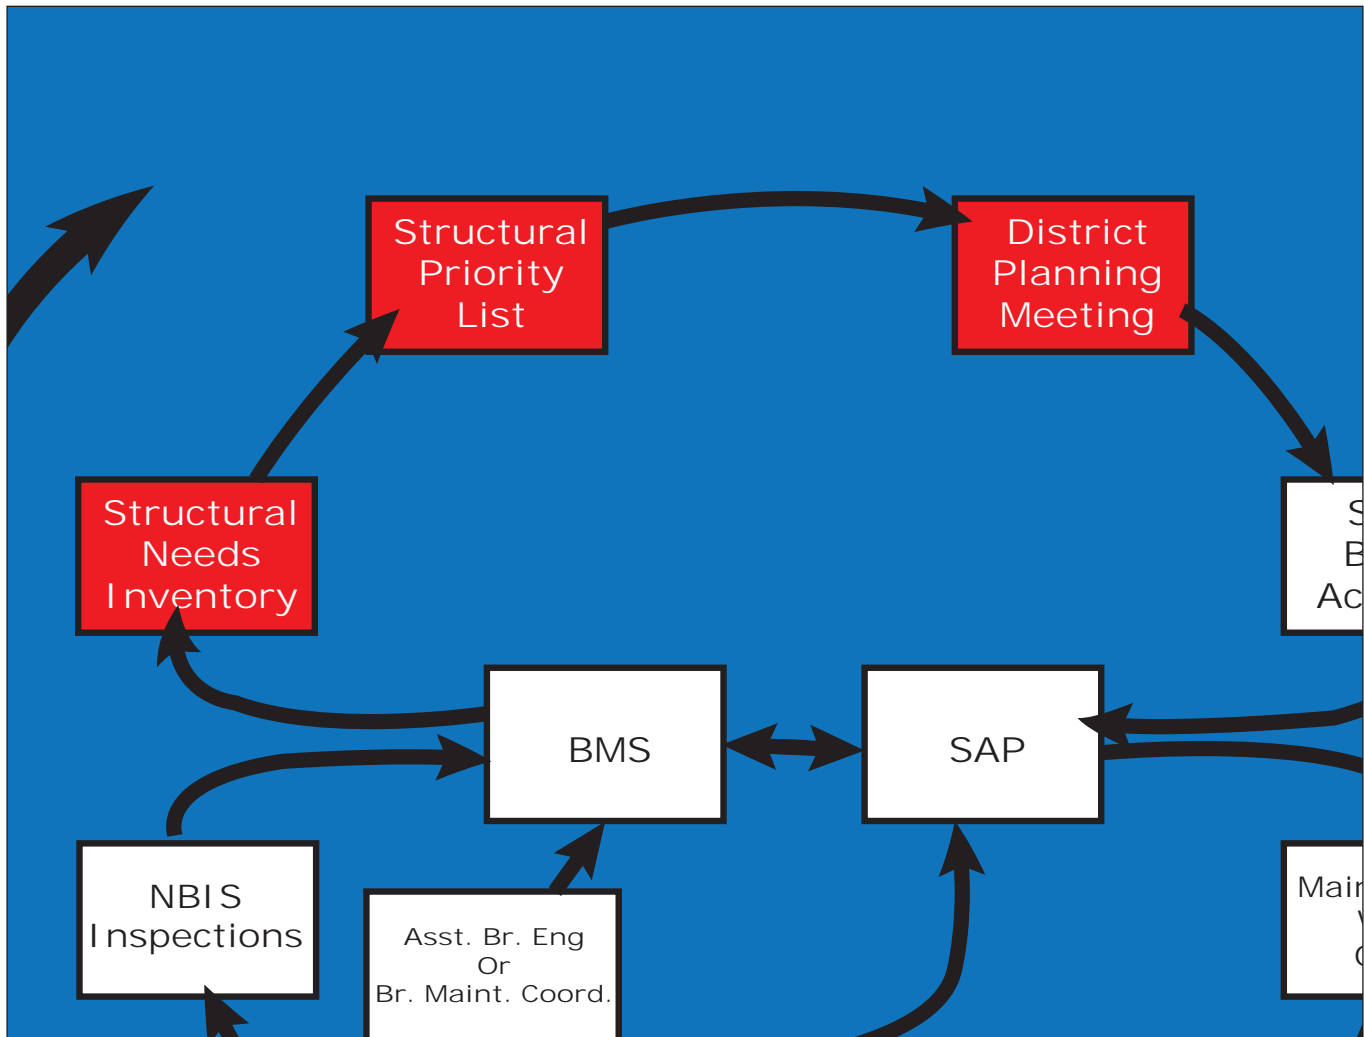 Structural
Priority
List
District
Planning
Meeting
Structural
Needs
Inventory
BMS
SAP
NBIS
Inspections
Asst. Br. Eng
Or
Br. Maint. Coord.